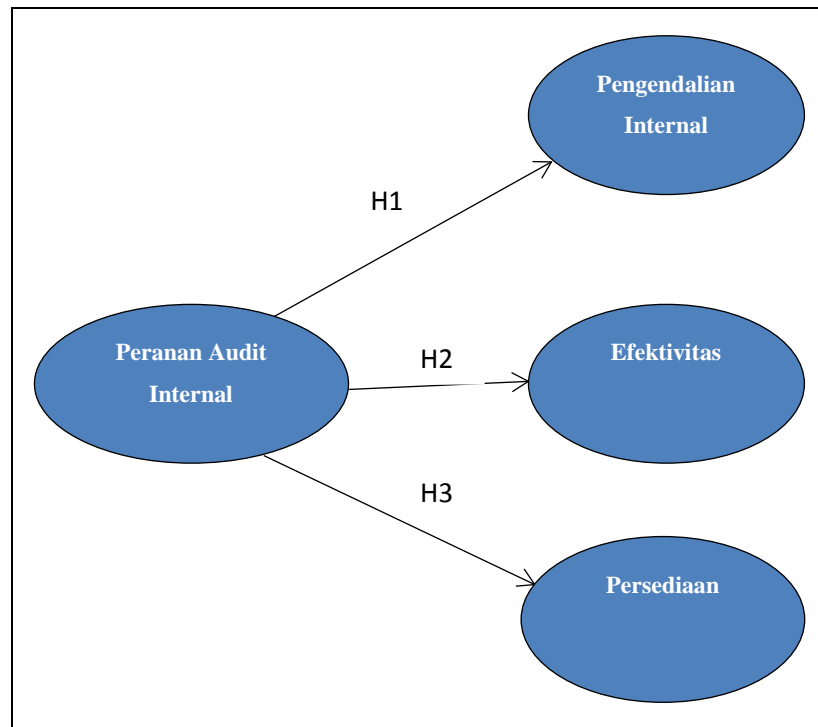 Pengendalian
Internal
H1
Peranan Audit
Internal
H2
Efektivitas
H3
Persediaan